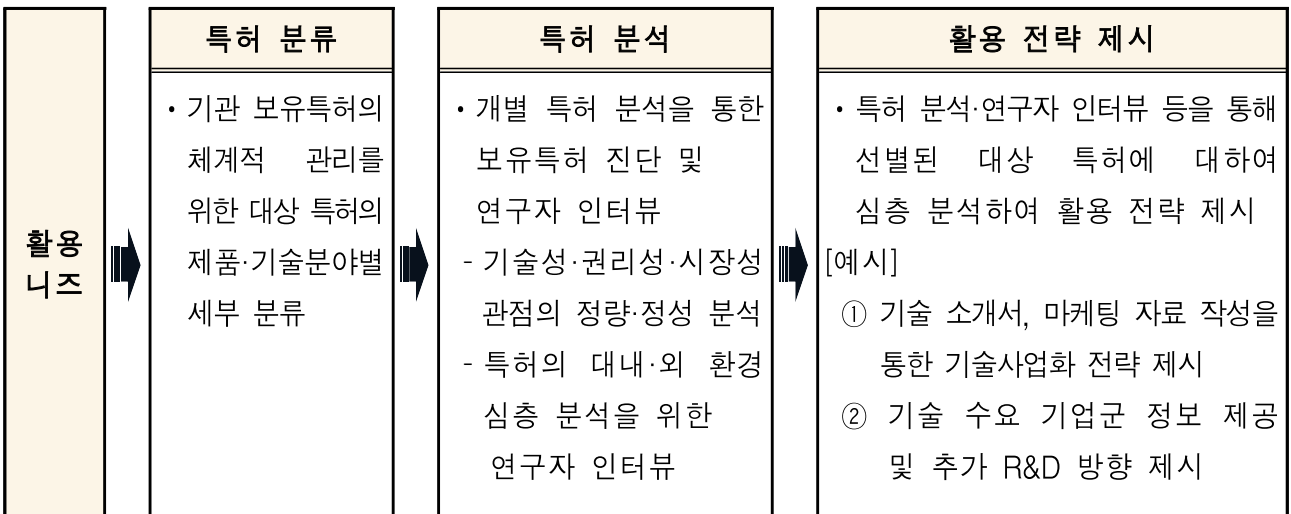 활용
니즈
특허 분류
• 기관 보유특허의
체계적 관리를
위한 대상 특허의
제품·기술분야별
세부 분류
특허 분석
• 개별 특허 분석을 통한
보유특허 진단 및
연구자 인터뷰
- 기술성·권리성·시장성
관점의 정량·정성 분석
- 특허의 대내·외 환경
심층 분석을 위한
연구자 인터뷰
활용 전략 제시
• 특허 분석·연구자 인터뷰 등을 통해
선별된 대상 특허에 대하여
심층 분석하여 활용 전략 제시
[예시]
① 기술 소개서, 마케팅 자료 작성을
통한 기술사업화 전략 제시
② 기술 수요 기업군 정보 제공
및 추가 R&D 방향 제시